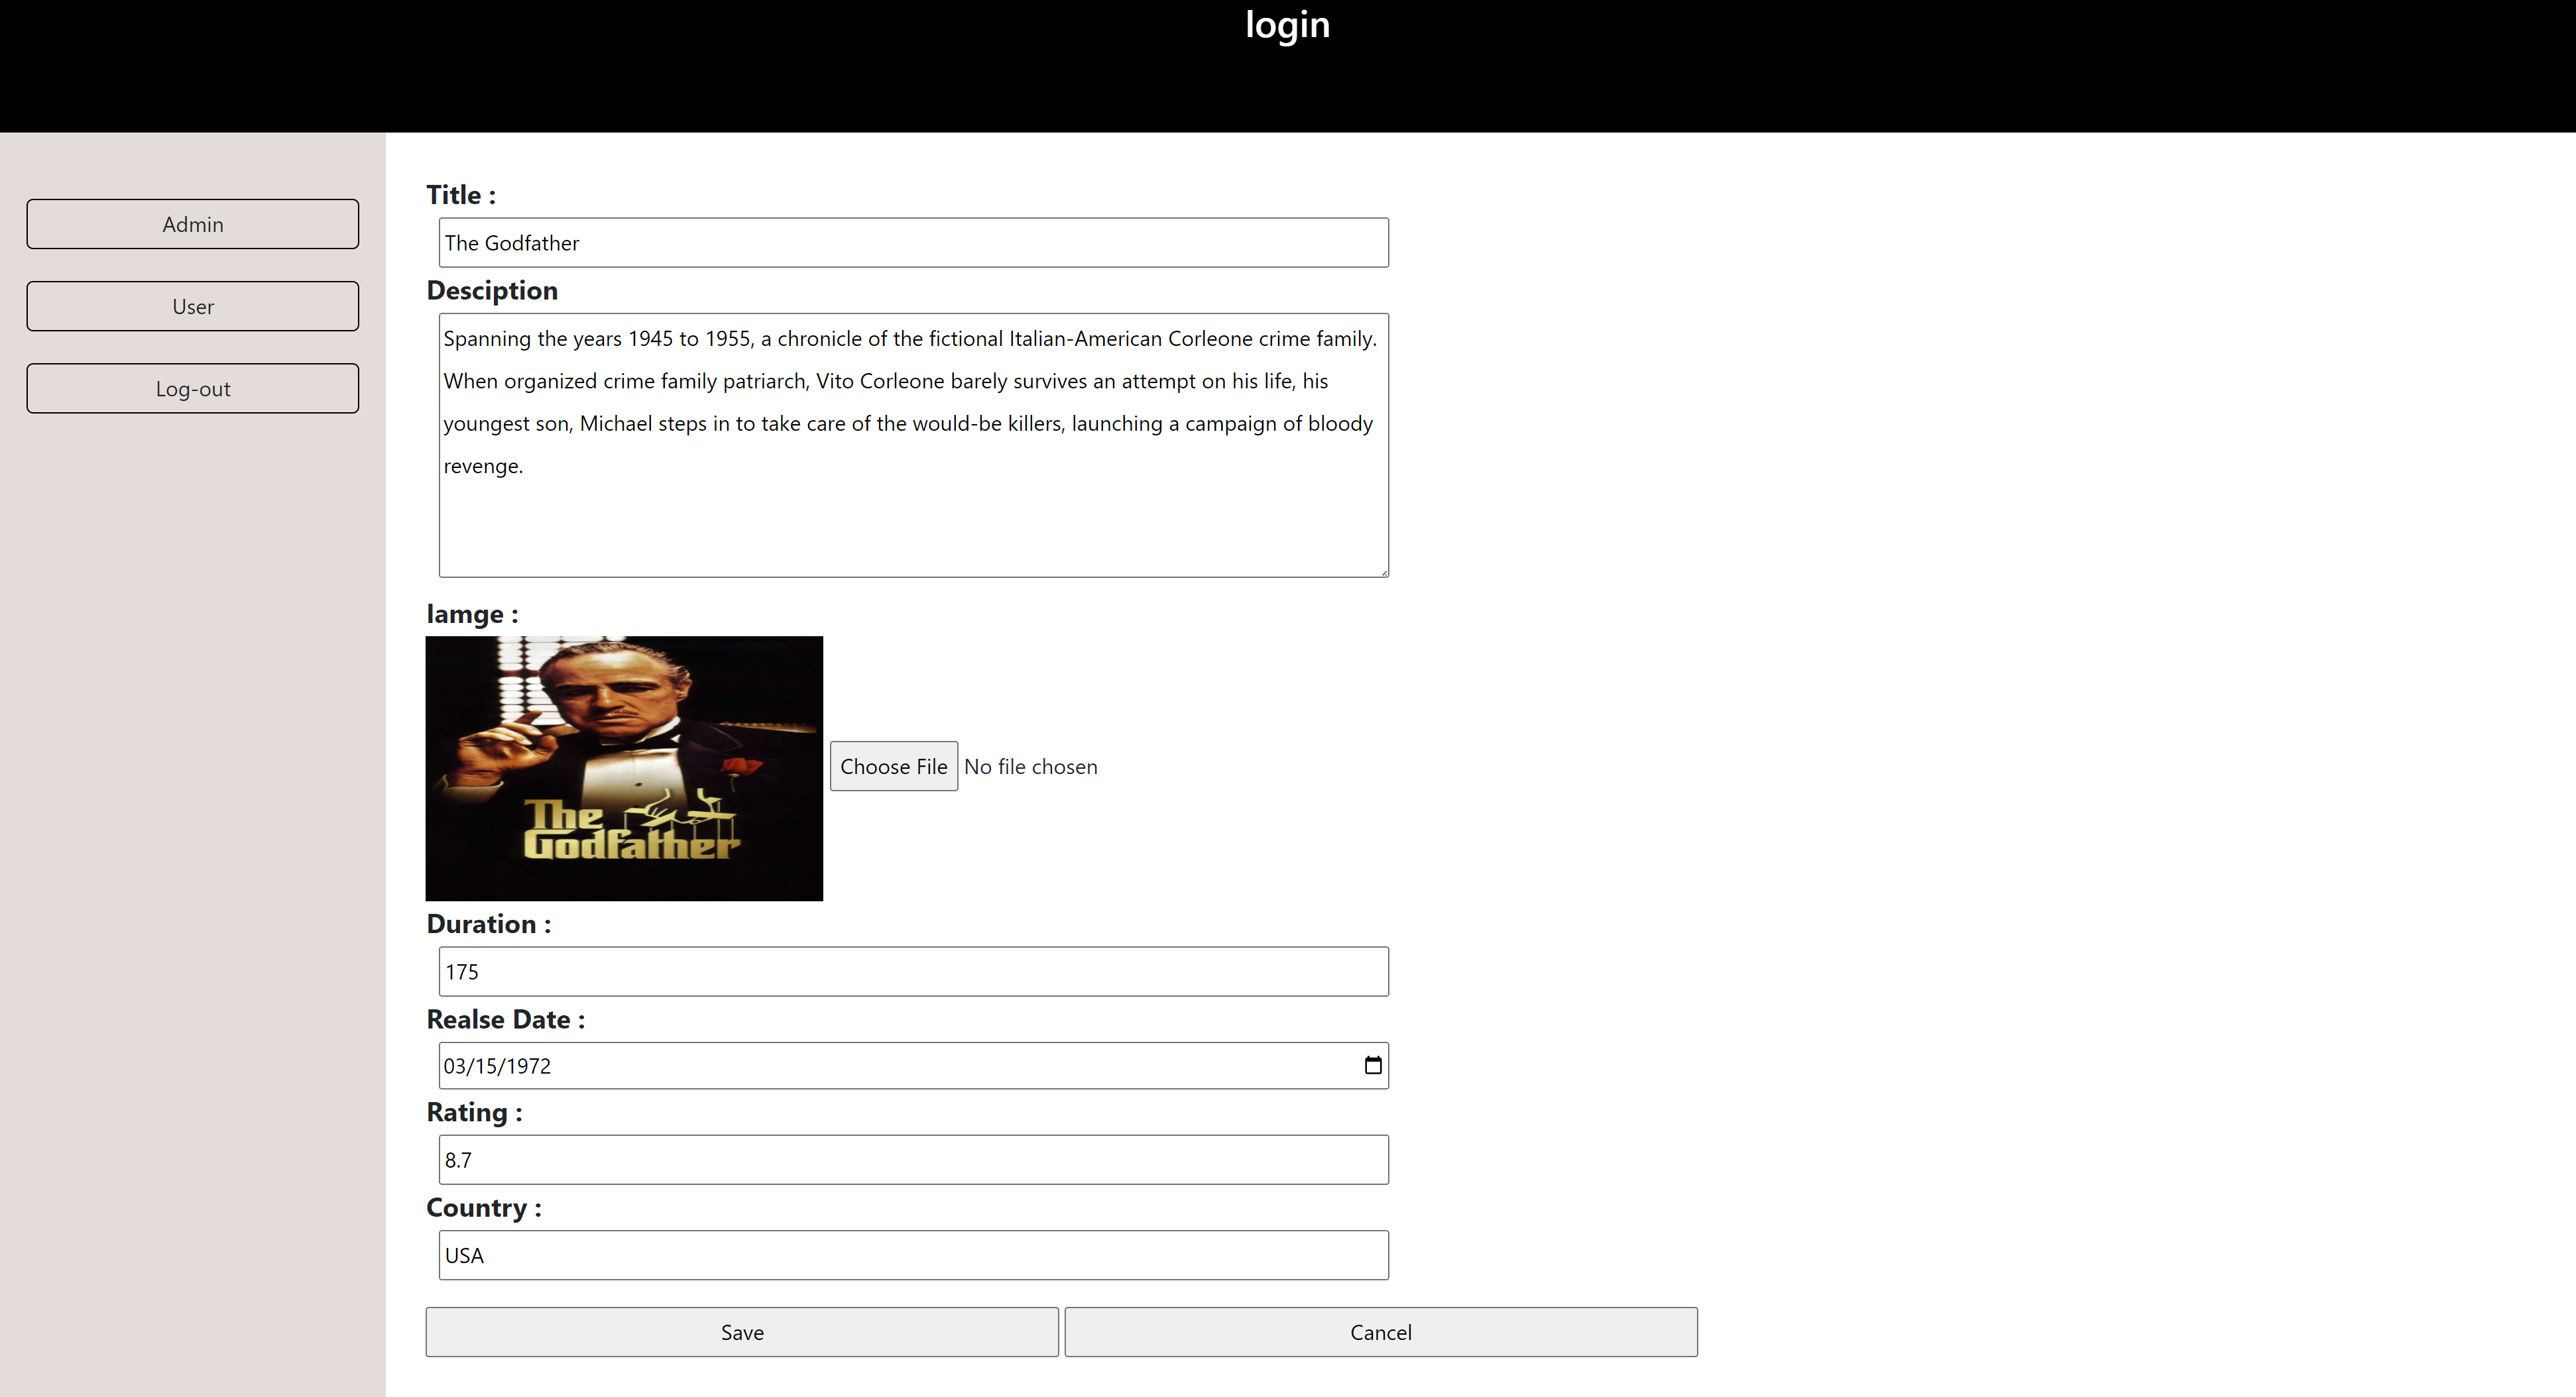 login
Admin
User
Log-out
Title :
The Godfather
Desciption
Spanning the years 1945 to 1955, a chronicle of the fictional Italian-American Corleone crime family.
When organized crime family patriarch, Vito Corleone barely survives an attempt on his life, his
youngest son, Michael steps in to take care of the would-be killers, launching a campaign of bloody
revenge.
Iamge :
The
Godfather
Choose File No file chosen
Duration :
175
Realse Date :
03/15/1972
Rating :
8.7
Country :
USA
Save
Cancel